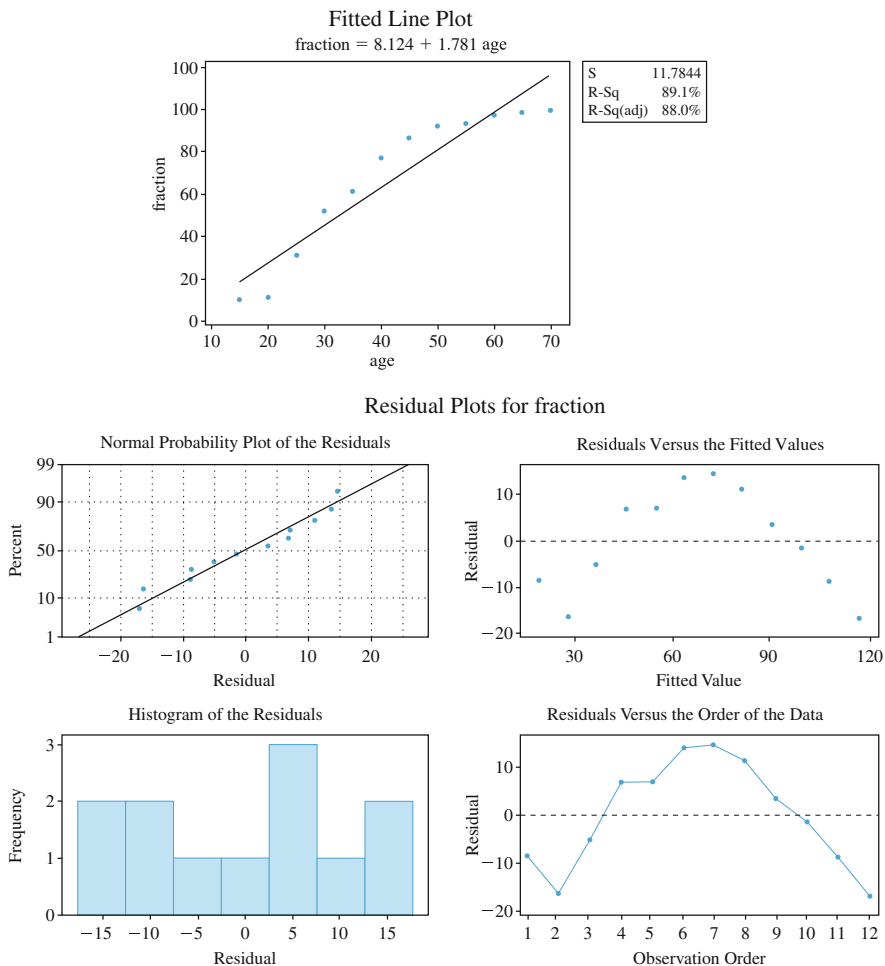 Fitted Line Plot
fraction = 8.124 + 1.781 age
S 11.7844
R-Sq 89.1%
R-Sq(adj) 88.0%
fraction
100
100
80
60
40
20
0
10 20 30 40 50 60 70
age
Residual Plots for fraction
Normal Probability Plot of the Residuals
Percent
99
90
50
10
1
−20 −10 0 10 20
Residual
Residuals Versus the Fitted Values
Residual
10
0
−10
−20
30 60 90 120
Fitted Value
Histogram of the Residuals
Frequency
3
2
1
0
−15 −10 −5 0 5 10 15
Residual
Residuals Versus the Order of the Data
Residual
10
0
−10
−20
1 2 3 4 5 6 7 8 9 10 11 12
Observation Order